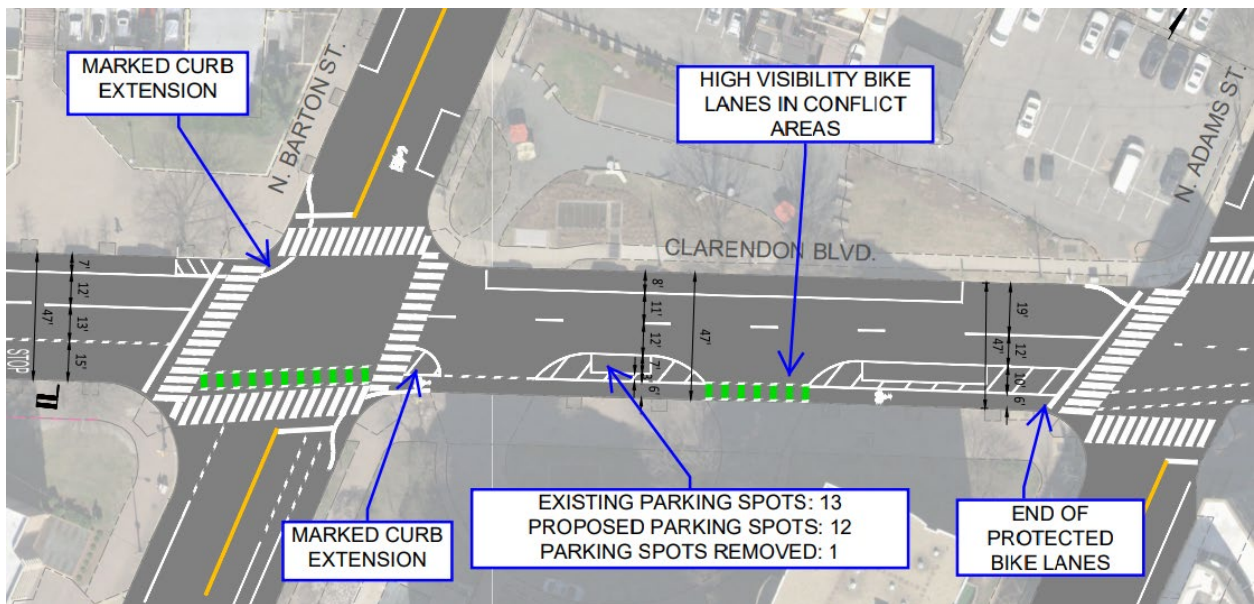 MARKED CURB
EXTENSION
N. BARTON ST.
HIGH VISIBILITY BIKE
LANES IN CONFLICT
AREAS
N. ADAMS ST.
CLARENDON BLVD.
7'
12'
13'
15'
47'
STOP
8'
11'
12'
7'
3'
6'
47'
19'
12'
10'
6'
47'
MARKED CURB
EXTENSION
EXISTING PARKING SPOTS: 13
PROPOSED PARKING SPOTS: 12
PARKING SPOTS REMOVED: 1
END OF
PROTECTED
BIKE LANES